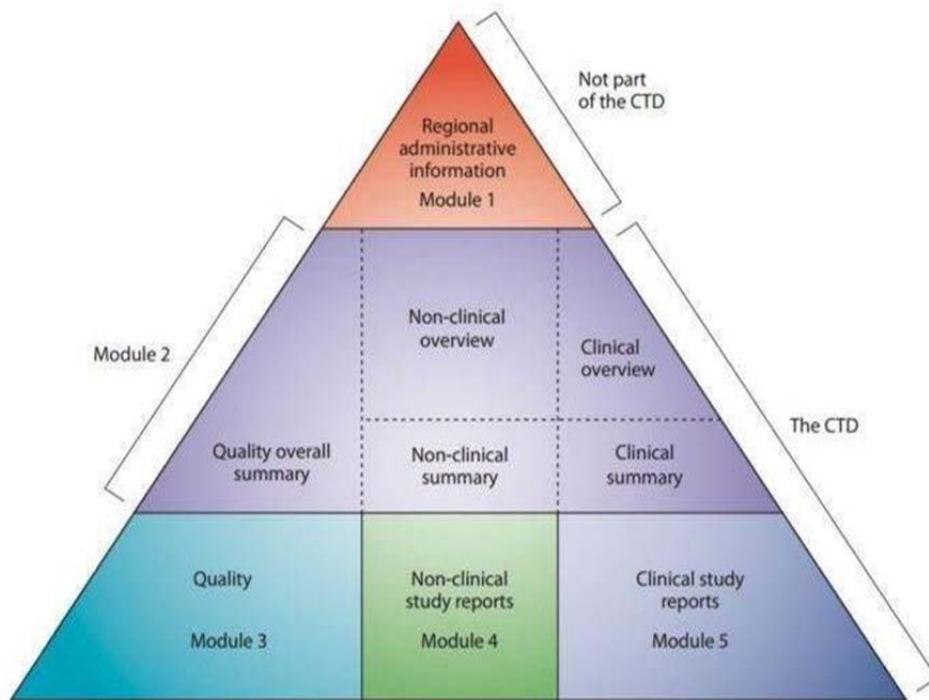 Not part
of the CTD
Regional
administrative
information
Module 1
Module 2
Non-clinical
overview
Clinical
overview
The CTD
Quality overall
summary
Non-clinical
summary
Clinical
summary
Quality
Module 3
Non-clinical
study reports
Module 4
Clinical study
reports
Module 5